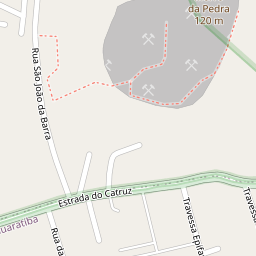 da Pedra
120 m
Rua São João da Barra
Estrada do Catruz
Travessa Epifa
Travess
uaratiba
Rua da